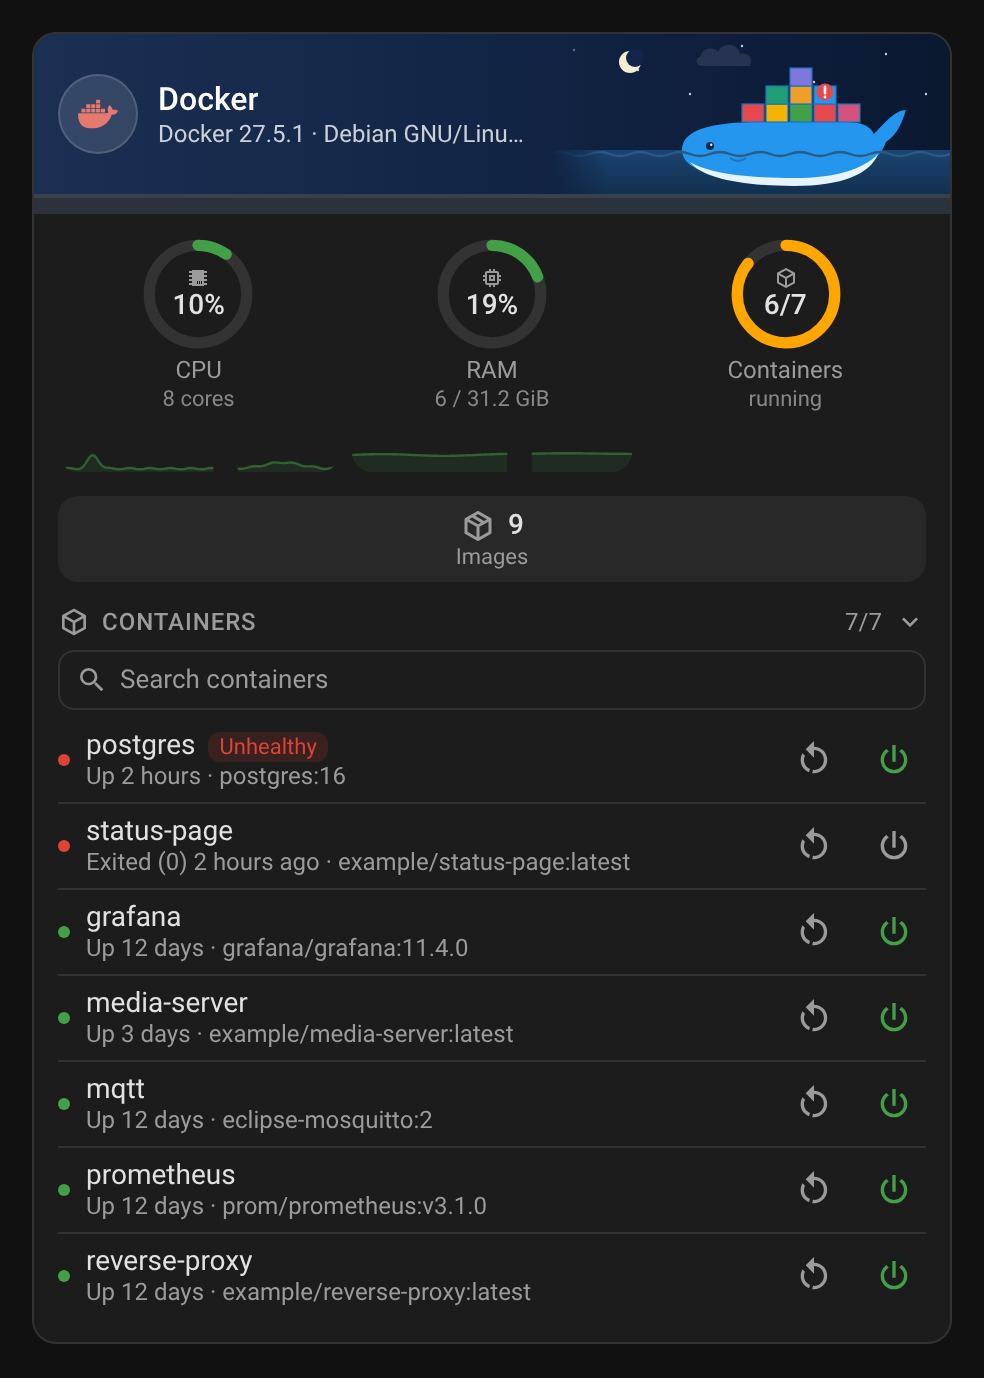 Docker
Docker 27.5.1 · Debian GNU/Linu...
10%
CPU
8 cores
19%
RAM
6 / 31.2 GiB
6/7
Containers
running
9
Images
CONTAINERS 7/7
Search containers
postgres Unhealthy
Up 2 hours · postgres:16
status-page
Exited (0) 2 hours ago · example/status-page:latest
grafana
Up 12 days · grafana/grafana:11.4.0
media-server
Up 3 days · example/media-server:latest
mqtt
Up 12 days · eclipse-mosquitto:2
prometheus
Up 12 days · prom/prometheus:v3.1.0
reverse-proxy
Up 12 days · example/reverse-proxy:latest